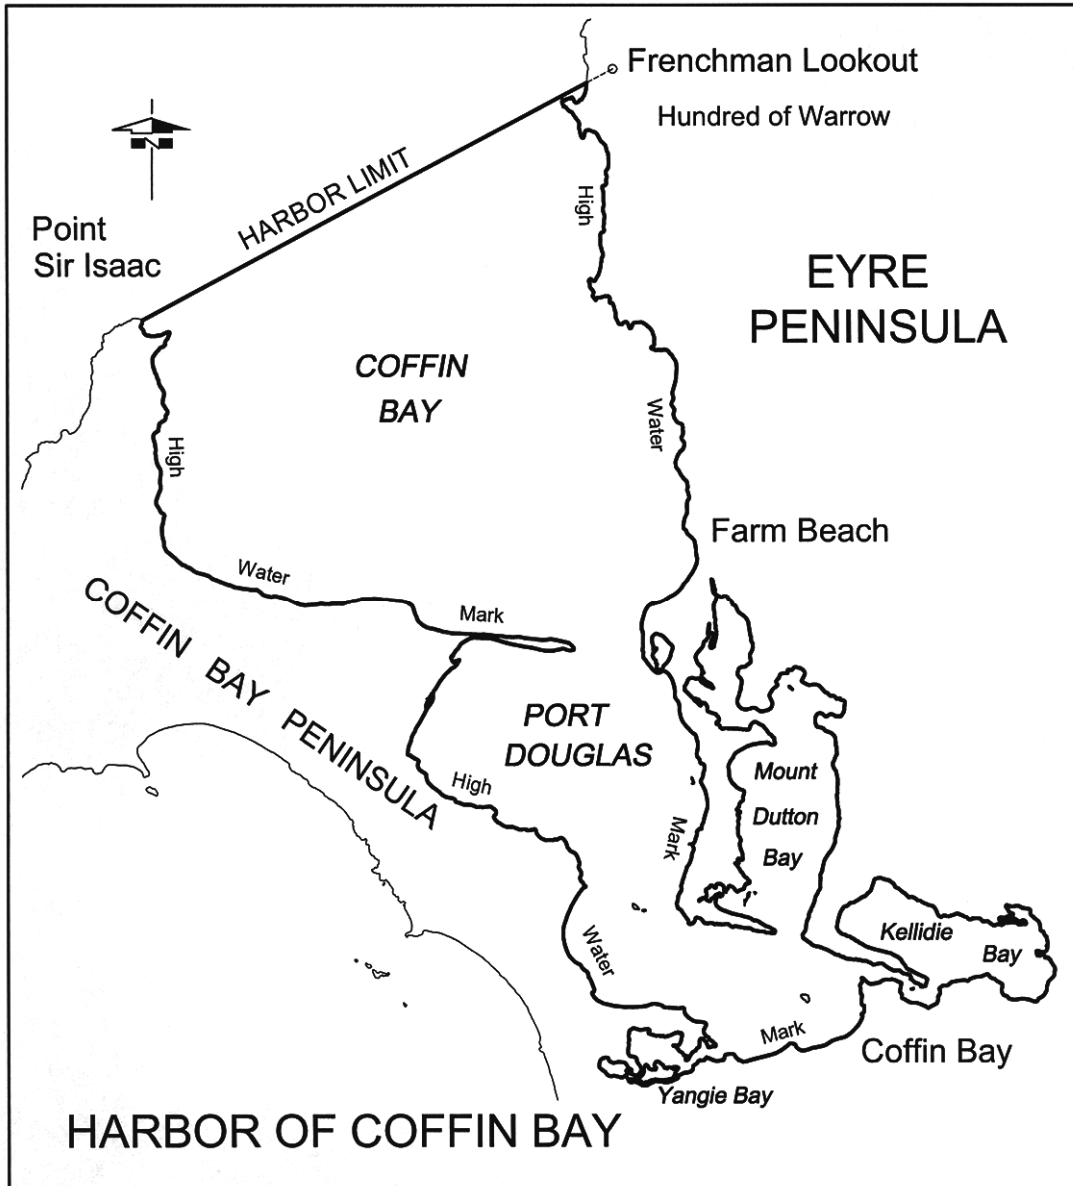 Frenchman Lookout
Hundred of Warrow
N
HARBOR LIMIT
High
Point
Sir Isaac
EYRE
PENINSULA
COFFIN
BAY
High
Water
Farm Beach
Water
Mark
COFFIN BAY PENINSULA
PORT
DOUGLAS
High
Mark
Mount
Dutton
Bay
Water
Kellidie
Bay
Mark
Coffin Bay
Yangie Bay
HARBOR OF COFFIN BAY